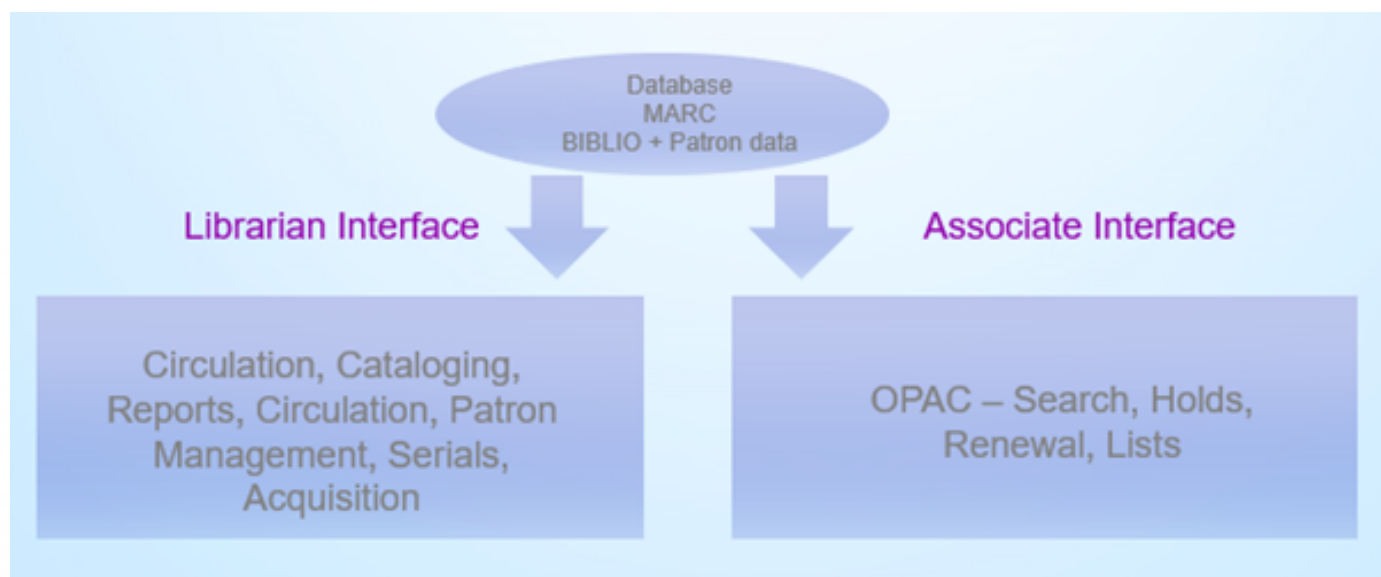 Database
MARC
BIBLIO + Patron data
Librarian Interface
Associate Interface
Circulation, Cataloging,
Reports, Circulation, Patron
Management, Serials,
Acquisition
OPAC – Search, Holds,
Renewal, Lists